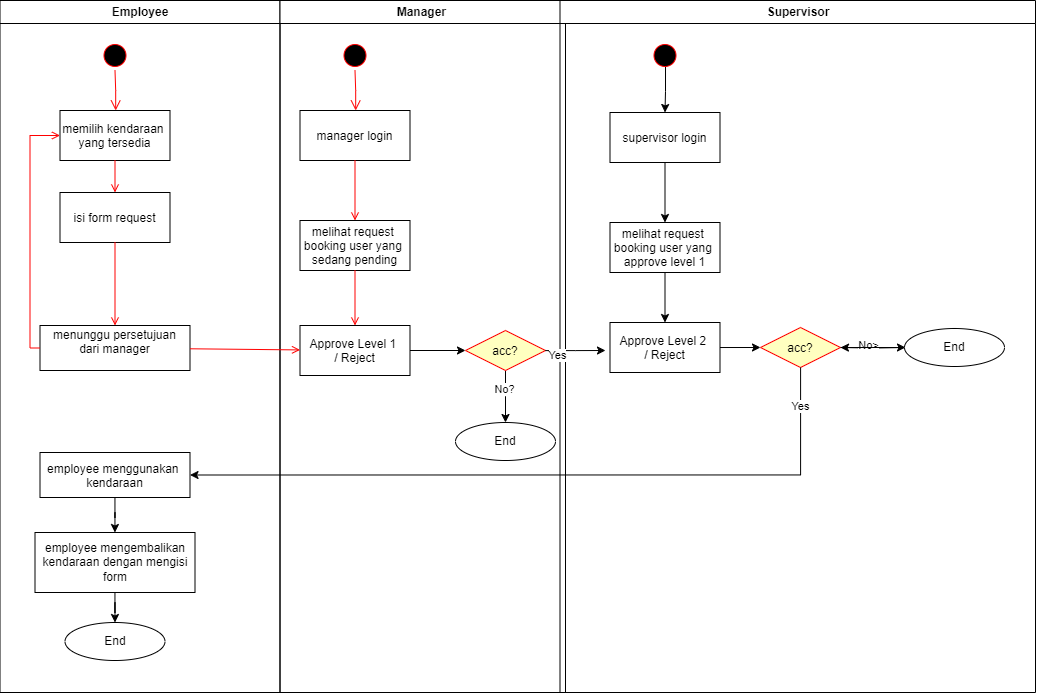 Employee
Manager
Supervisor
memilih kendaraan
yang tersedia
isi form request
menunggu persetujuan
dari manager
employee menggunakan
kendaraan
employee mengembalikan
kendaraan dengan mengisi
form
End
manager login
melihat request
booking user yang
sedang pending
Approve Level 1
/ Reject
acc?
Yes
No?
End
supervisor login
melihat request
booking user yang
approve level 1
Approve Level 2
/ Reject
acc?
No>
End
Yes